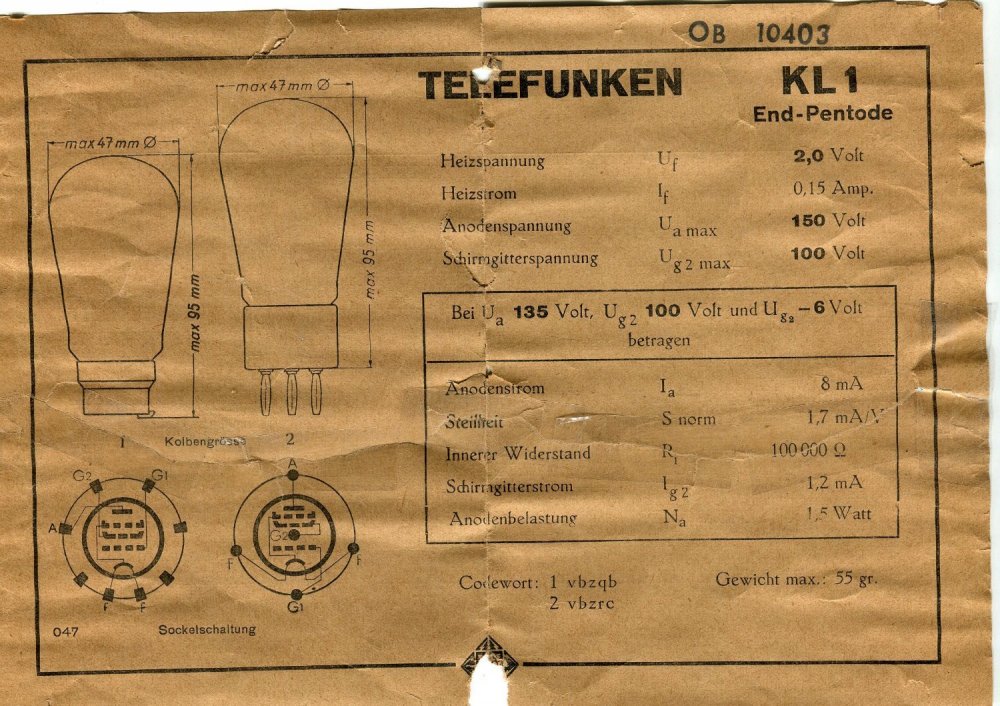 OB 10403
TELEFUNKEN KL1
End-Pentode
Heizspannung U_f 2,0 Volt
Heizstrom I_f 0,15 Amp.
Anodenspannung U_a max 150 Volt
Schirmgitterspannung U_g2 max 100 Volt
Bei U_a 135 Volt, U_g2 100 Volt und U_g2 –6 Volt
betragen
Anodenstrom I_a 8 mA
Steilheit S norm 1,7 mA/V
Innerer Widerstand R_i 100 000 Ω
Schirmgitterstrom I_g2 1,2 mA
Anodenbelastung N_a 1,5 Watt
Codewort: 1 vbzqb
2 vbzrc
Gewicht max.: 55 gr.
max 47 mm Ø
max 47 mm Ø
max 95 mm
max 95 mm
1 Kolbengrösse 2
G2 G1
A
F F
A
G2
F F
G1
047 Sockelschaltung